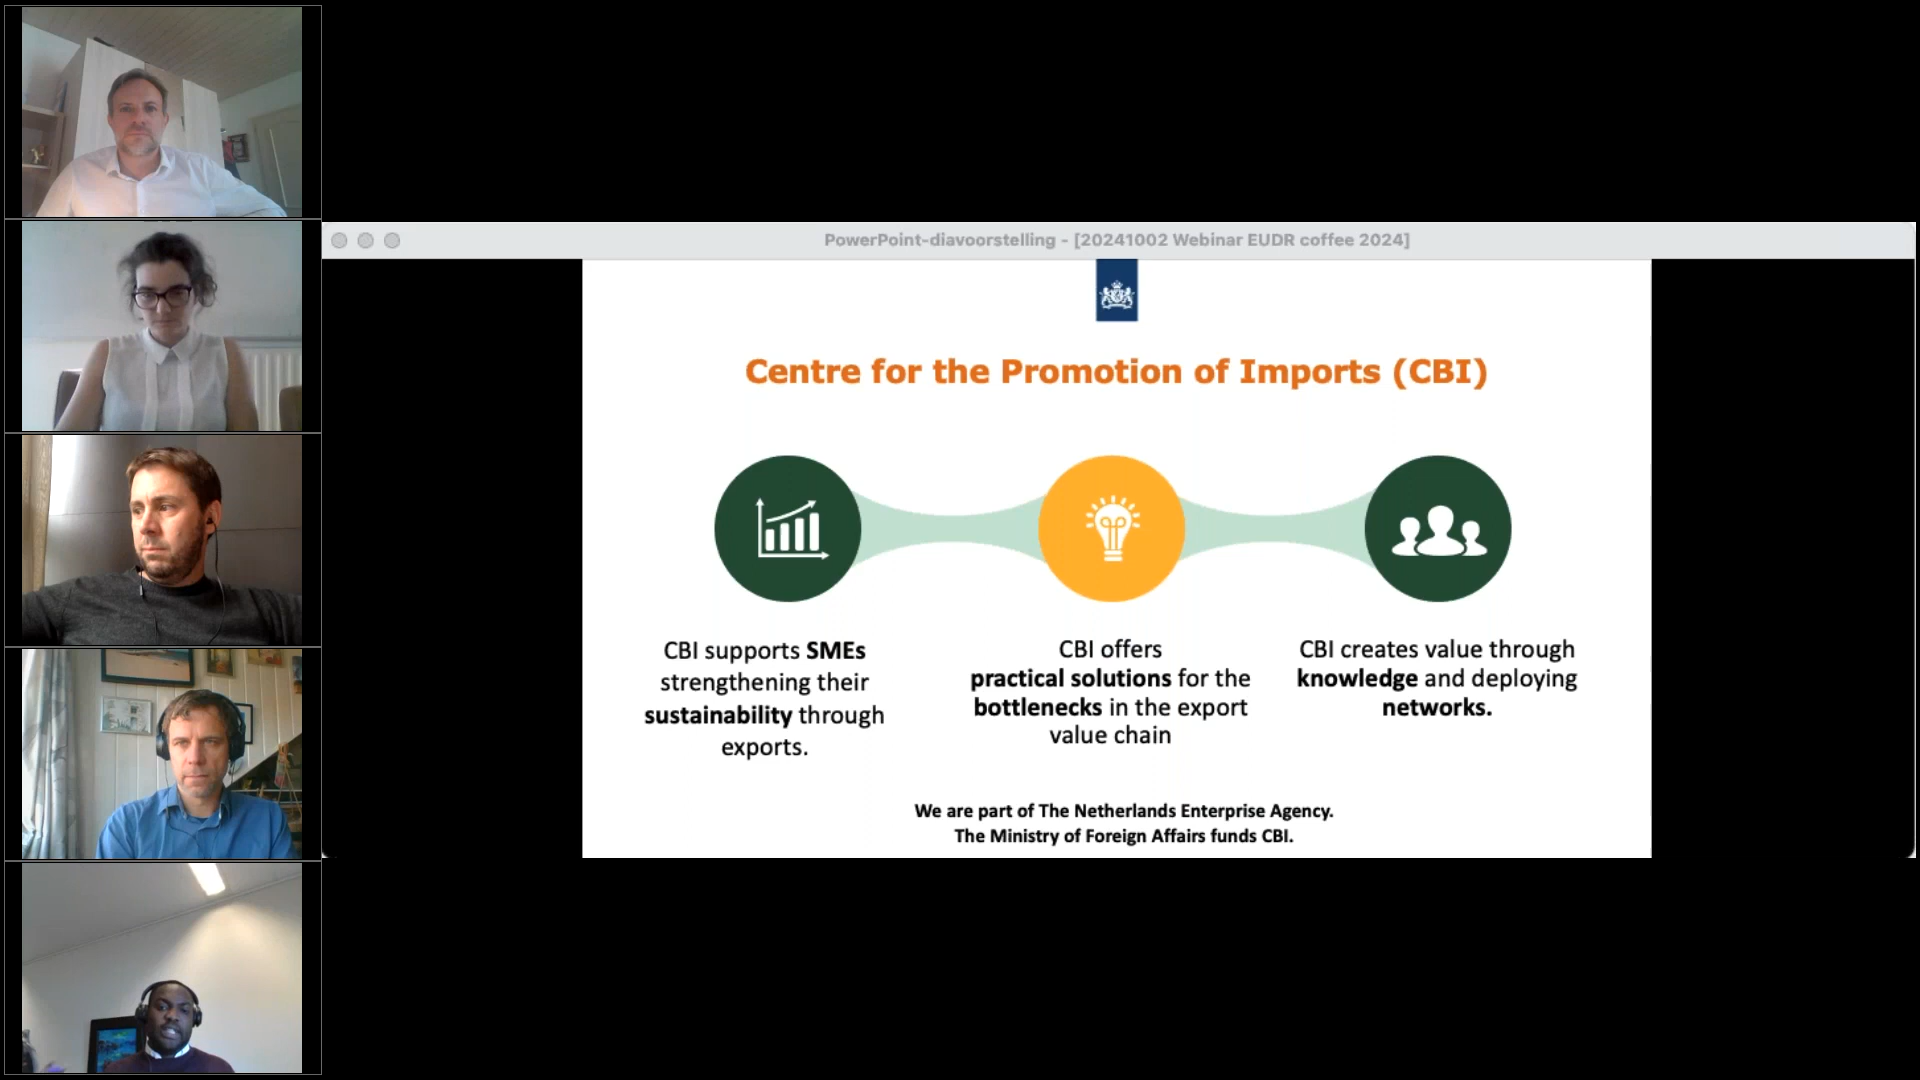 PowerPoint-diavoorstelling - [20241002 Webinar EUDR coffee 2024]
Centre for the Promotion of Imports (CBI)
CBI supports SMEs
strengthening their
sustainability through
exports.
CBI offers
practical solutions for the
bottlenecks in the export
value chain
CBI creates value through
knowledge and deploying
networks.
We are part of The Netherlands Enterprise Agency.
The Ministry of Foreign Affairs funds CBI.